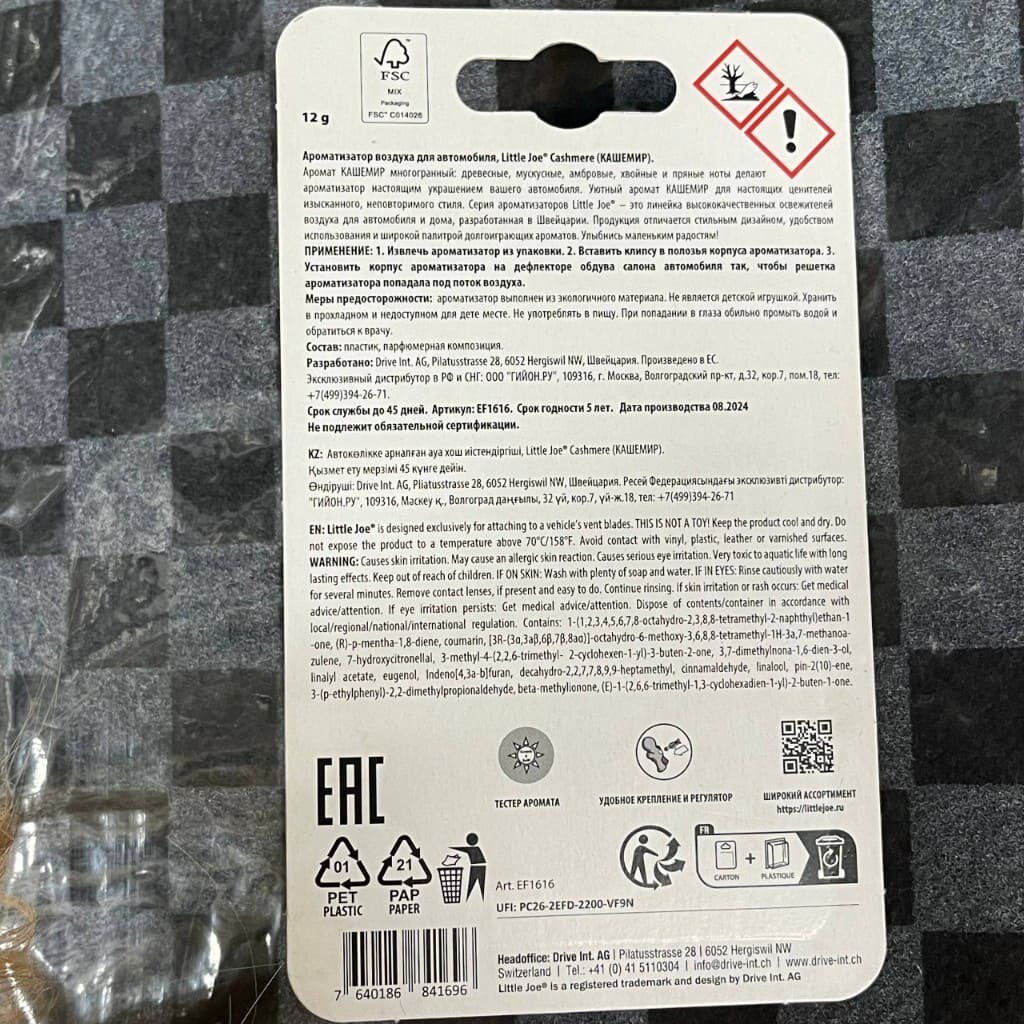 FSC
MIX
Packaging
FSC™ C014026
12 g
Ароматизатор воздуха для автомобиля, Little Joe® Cashmere (КАШЕМИР).
Аромат КАШЕМИР многогранный: древесные, мускусные, амбровые, хвойные и пряные ноты делают
ароматизатор настоящим украшением вашего автомобиля. Уютный аромат КАШЕМИР для настоящих ценителей
изысканного, неповторимого стиля. Серия ароматизаторов Little Joe® – это линейка высококачественных освежителей
воздуха для автомобиля и дома, разработанная в Швейцарии. Продукция отличается стильным дизайном, удобством
использования и широкой палитрой долгоиграющих ароматов. Улыбнись маленьким радостям!
ПРИМЕНЕНИЕ: 1. Извлечь ароматизатор из упаковки. 2. Вставить клипсу в полозья корпуса ароматизатора. 3.
Установить корпус ароматизатора на дефлекторе обдува салона автомобиля так, чтобы решетка
ароматизатора попадала под поток воздуха.
Меры предосторожности: ароматизатор выполнен из экологичного материала. Не является детской игрушкой. Хранить
в прохладном и недоступном для дете месте. Не употреблять в пищу. При попадании в глаза обильно промыть водой и
обратиться к врачу.
Состав: пластик, парфюмерная композиция.
Разработано: Drive Int. AG, Pilatusstrasse 28, 6052 Hergiswil NW, Швейцария. Произведено в ЕС.
Эксклюзивный дистрибутор в РФ и СНГ: ООО "ГИЙОН.РУ", 109316, г. Москва, Волгоградский пр-кт, д.32, кор.7, пом.18, тел:
+7(499)394-26-71.
Срок службы до 45 дней. Артикул: EF1616. Срок годности 5 лет. Дата производства 08.2024
Не подлежит обязательной сертификации.
KZ: Автокөлікке арналған ауа хош иістендіргіші, Little Joe® Cashmere (КАШЕМИР).
Қызмет ету мерзімі 45 күнге дейін.
Өндіруші: Drive Int. AG, Pliatusstrasse 28, 6052 Hergiswil NW, Швейцария. Ресей Федерациясындағы эксклюзивті дистрибутор:
"ГИЙОН.РУ", 109316, Маскеу қ., Волгоград даңғылы, 32 үй, кор.7, үй-ж.18, тел: +7(499)394-26-71
EN: Little Joe® is designed exclusively for attaching to a vehicle's vent blades. THIS IS NOT A TOY! Keep the product cool and dry. Do
not expose the product to a temperature above 70°C/158°F. Avoid contact with vinyl, plastic, leather or varnished surfaces.
WARNING: Causes skin irritation. May cause an allergic skin reaction. Causes serious eye irritation. Very toxic to aquatic life with long
lasting effects. Keep out of reach of children. IF ON SKIN: Wash with plenty of soap and water. IF IN EYES: Rinse cautiously with water
for several minutes. Remove contact lenses, if present and easy to do. Continue rinsing. If skin irritation or rash occurs: Get medical
advice/attention. If eye irritation persists: Get medical advice/attention. Dispose of contents/container in accordance with
local/regional/national/international regulation. Contains: 1-(1,2,3,4,5,6,7,8-octahydro-2,3,8,8-tetramethyl-2-naphthyl)ethan-1
-one, (R)-p-mentha-1,8-diene, coumarin, [3R-(3α,3aβ,6β,7β,8aα)]-octahydro-6-methoxy-3,6,8,8-tetramethyl-1H-3a,7-methanoa-
zulene, 7-hydroxycitronellal, 3-methyl-4-(2,2,6-trimethyl- 2-cyclohexen-1-yl)-3-buten-2-one, 3,7-dimethylnona-1,6-dien-3-ol,
linalyl acetate, eugenol, Indeno[4,3a-b]furan, decahydro-2,2,7,7,8,9,9-heptamethyl, cinnamaldehyde, linalool, pin-2(10)-ene,
3-(p-ethylphenyl)-2,2-dimethylpropionaldehyde, beta-methylionone, (E)-1-(2,6,6-trimethyl-1,3-cyclohexadien-1-yl)-2-buten-1-one.
ТЕСТЕР АРОМАТА
УДОБНОЕ КРЕПЛЕНИЕ И РЕГУЛЯТОР
ШИРОКИЙ АССОРТИМЕНТ
https://littlejoe.ru
EAC
01
PET
PLASTIC
21
PAP
PAPER
FR
CARTON + PLASTIQUE
Art. EF1616
UFI: PC26-2EFD-2200-VF9N
7 640186 841696
Headoffice: Drive Int. AG | Pilatusstrasse 28 | 6052 Hergiswil NW
Switzerland | Tel.: +41 (0) 41 5110304 | info@drive-int.ch | www.drive-int.ch
Little Joe® is a registered trademark and design by Drive Int. AG